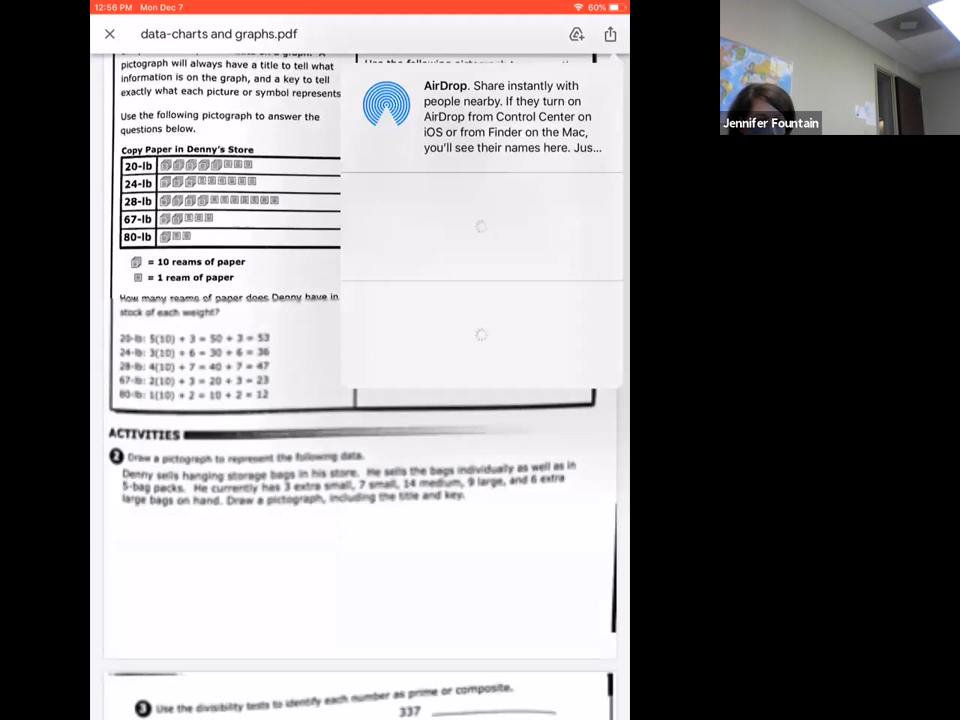 12:56 PM Mon Dec 7
60%
data-charts and graphs.pdf
pictograph will always have a title to tell what
information is on the graph, and a key to tell
exactly what each picture or symbol represents
Use the following pictograph to answer the
questions below.
Copy Paper in Denny's Store
20-lb
24-lb
28-lb
67-lb
80-lb
= 10 reams of paper
= 1 ream of paper
How many reams of paper does Denny have in
stock of each weight?
20-lb: 5(10) + 3 = 50 + 3 = 53
24-lb: 3(10) + 6 = 30 + 6 = 36
28-lb: 4(10) + 7 = 40 + 7 = 47
67-lb: 2(10) + 3 = 20 + 3 = 23
80-lb: 1(10) + 2 = 10 + 2 = 12
AirDrop. Share instantly with
people nearby. If they turn on
AirDrop from Control Center on
iOS or from Finder on the Mac,
you'll see their names here. Jus...
ACTIVITIES
2 Draw a pictograph to represent the following data.
Denny sells hanging storage bags in his store. He sells the bags individually as well as in
5-bag packs. He currently has 3 extra small, 7 small, 14 medium, 9 large, and 6 extra
large bags on hand. Draw a pictograph, including the title and key.
3 Use the divisibility tests to identify each number as prime or composite.
337
Jennifer Fountain